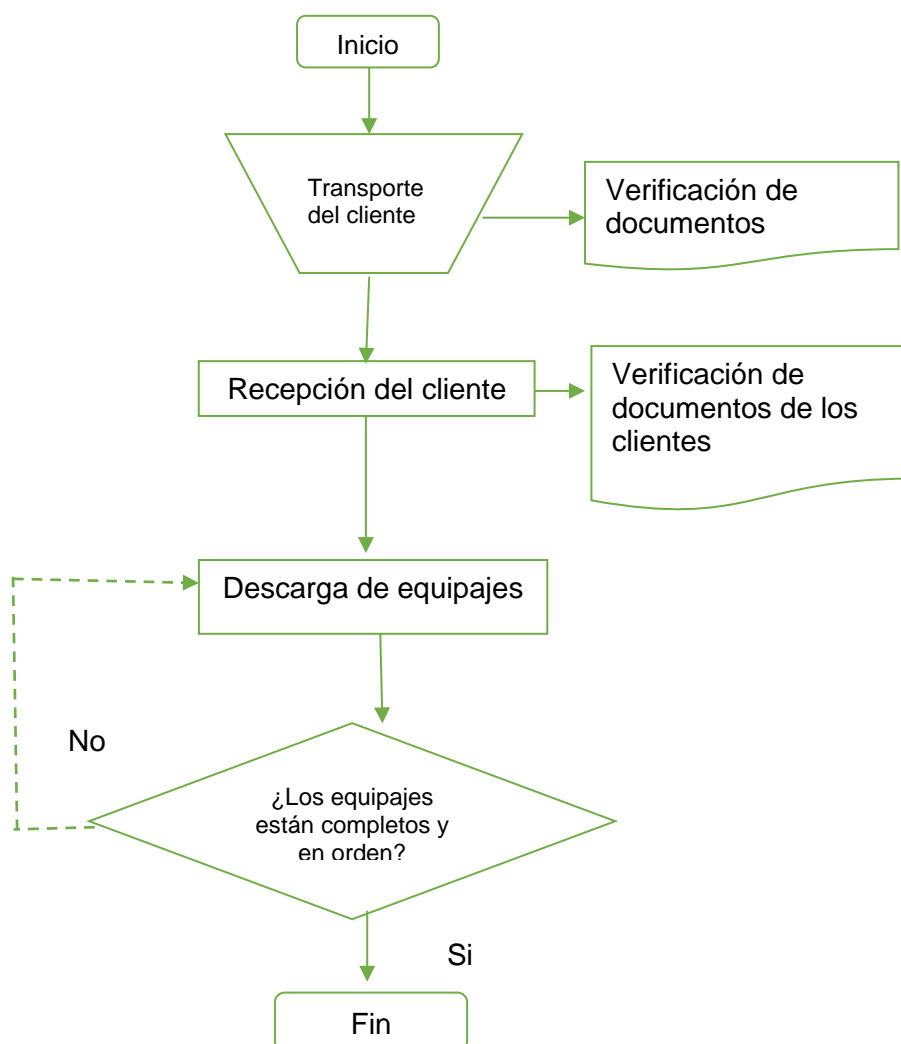 Inicio
Transporte
del cliente
Verificación de
documentos
Recepción del cliente
Verificación de
documentos de los
clientes
Descarga de equipajes
No
¿Los equipajes
están completos y
en orden?
Si
Fin